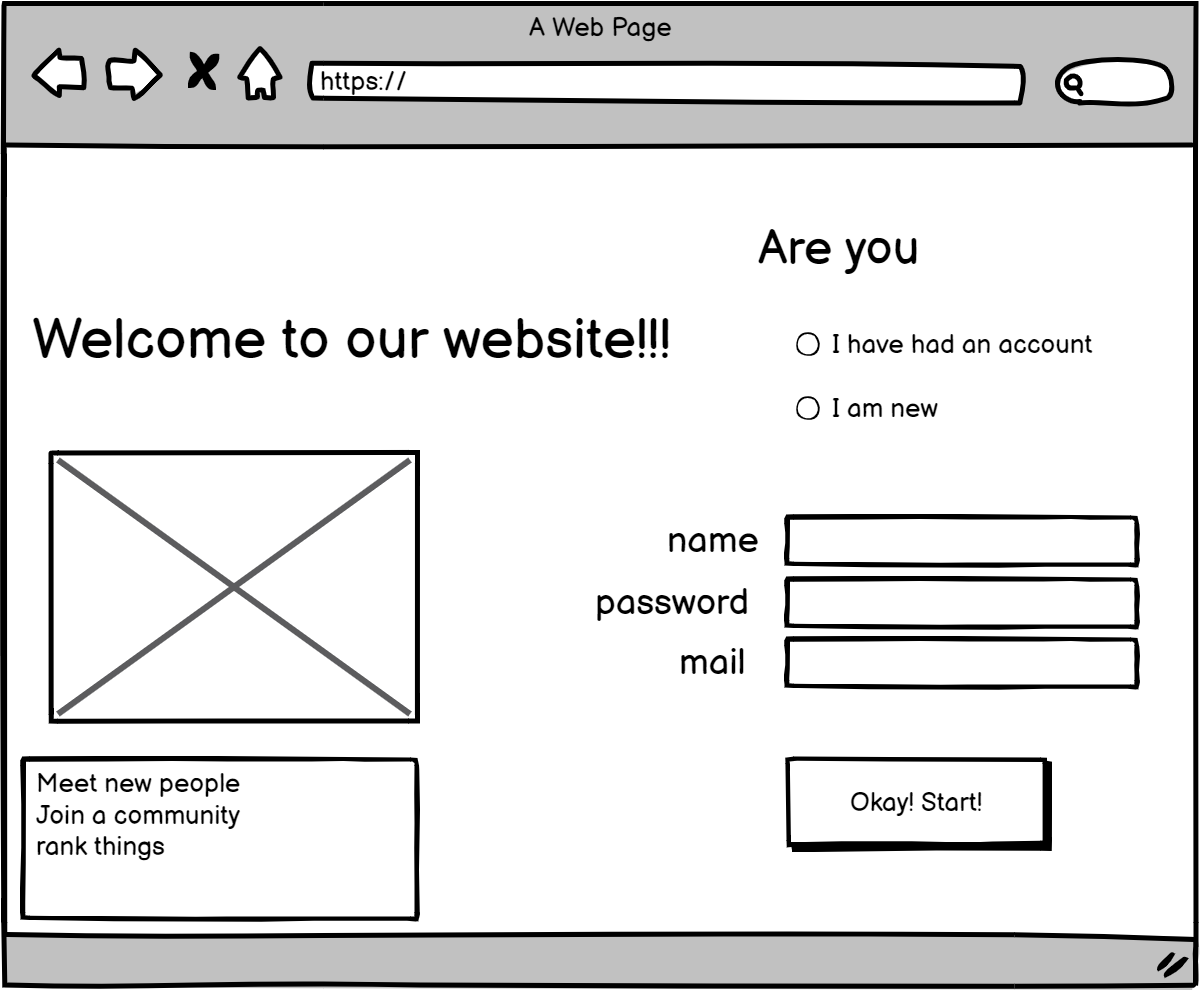 A Web Page
https://
Are you
Welcome to our website!!!
I have had an account
I am new
name
password
mail
Meet new people
Join a community
rank things
Okay! Start!